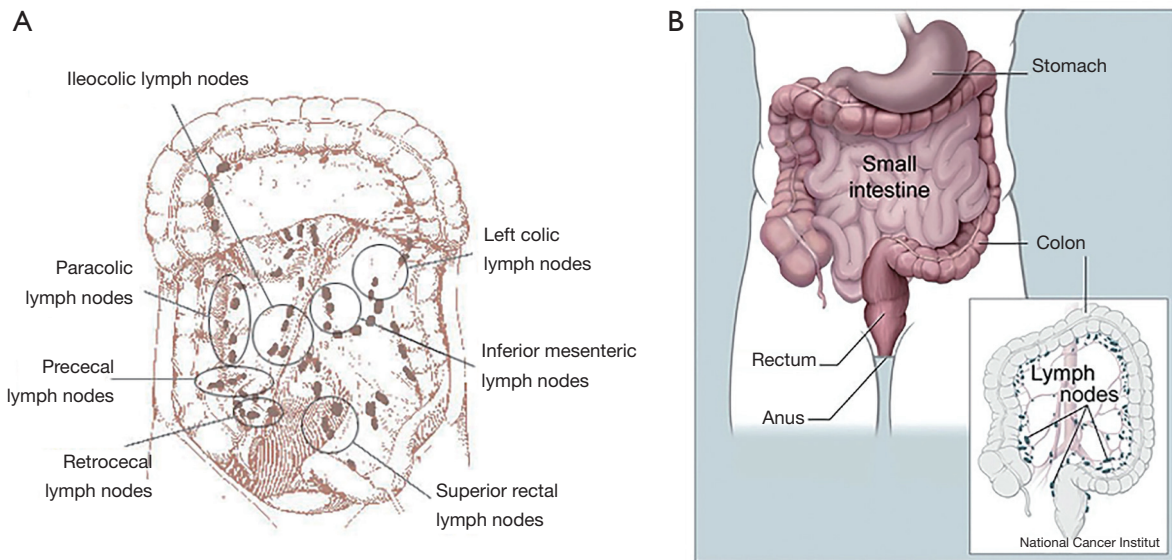 A
Ileocolic lymph nodes
Left colic
lymph nodes
Paracolic
lymph nodes
Inferior mesenteric
lymph nodes
Prececal
lymph nodes
Retrocecal
lymph nodes
Superior rectal
lymph nodes
B
Stomach
Small
intestine
Colon
Rectum
Anus
Lymph
nodes
National Cancer Institut